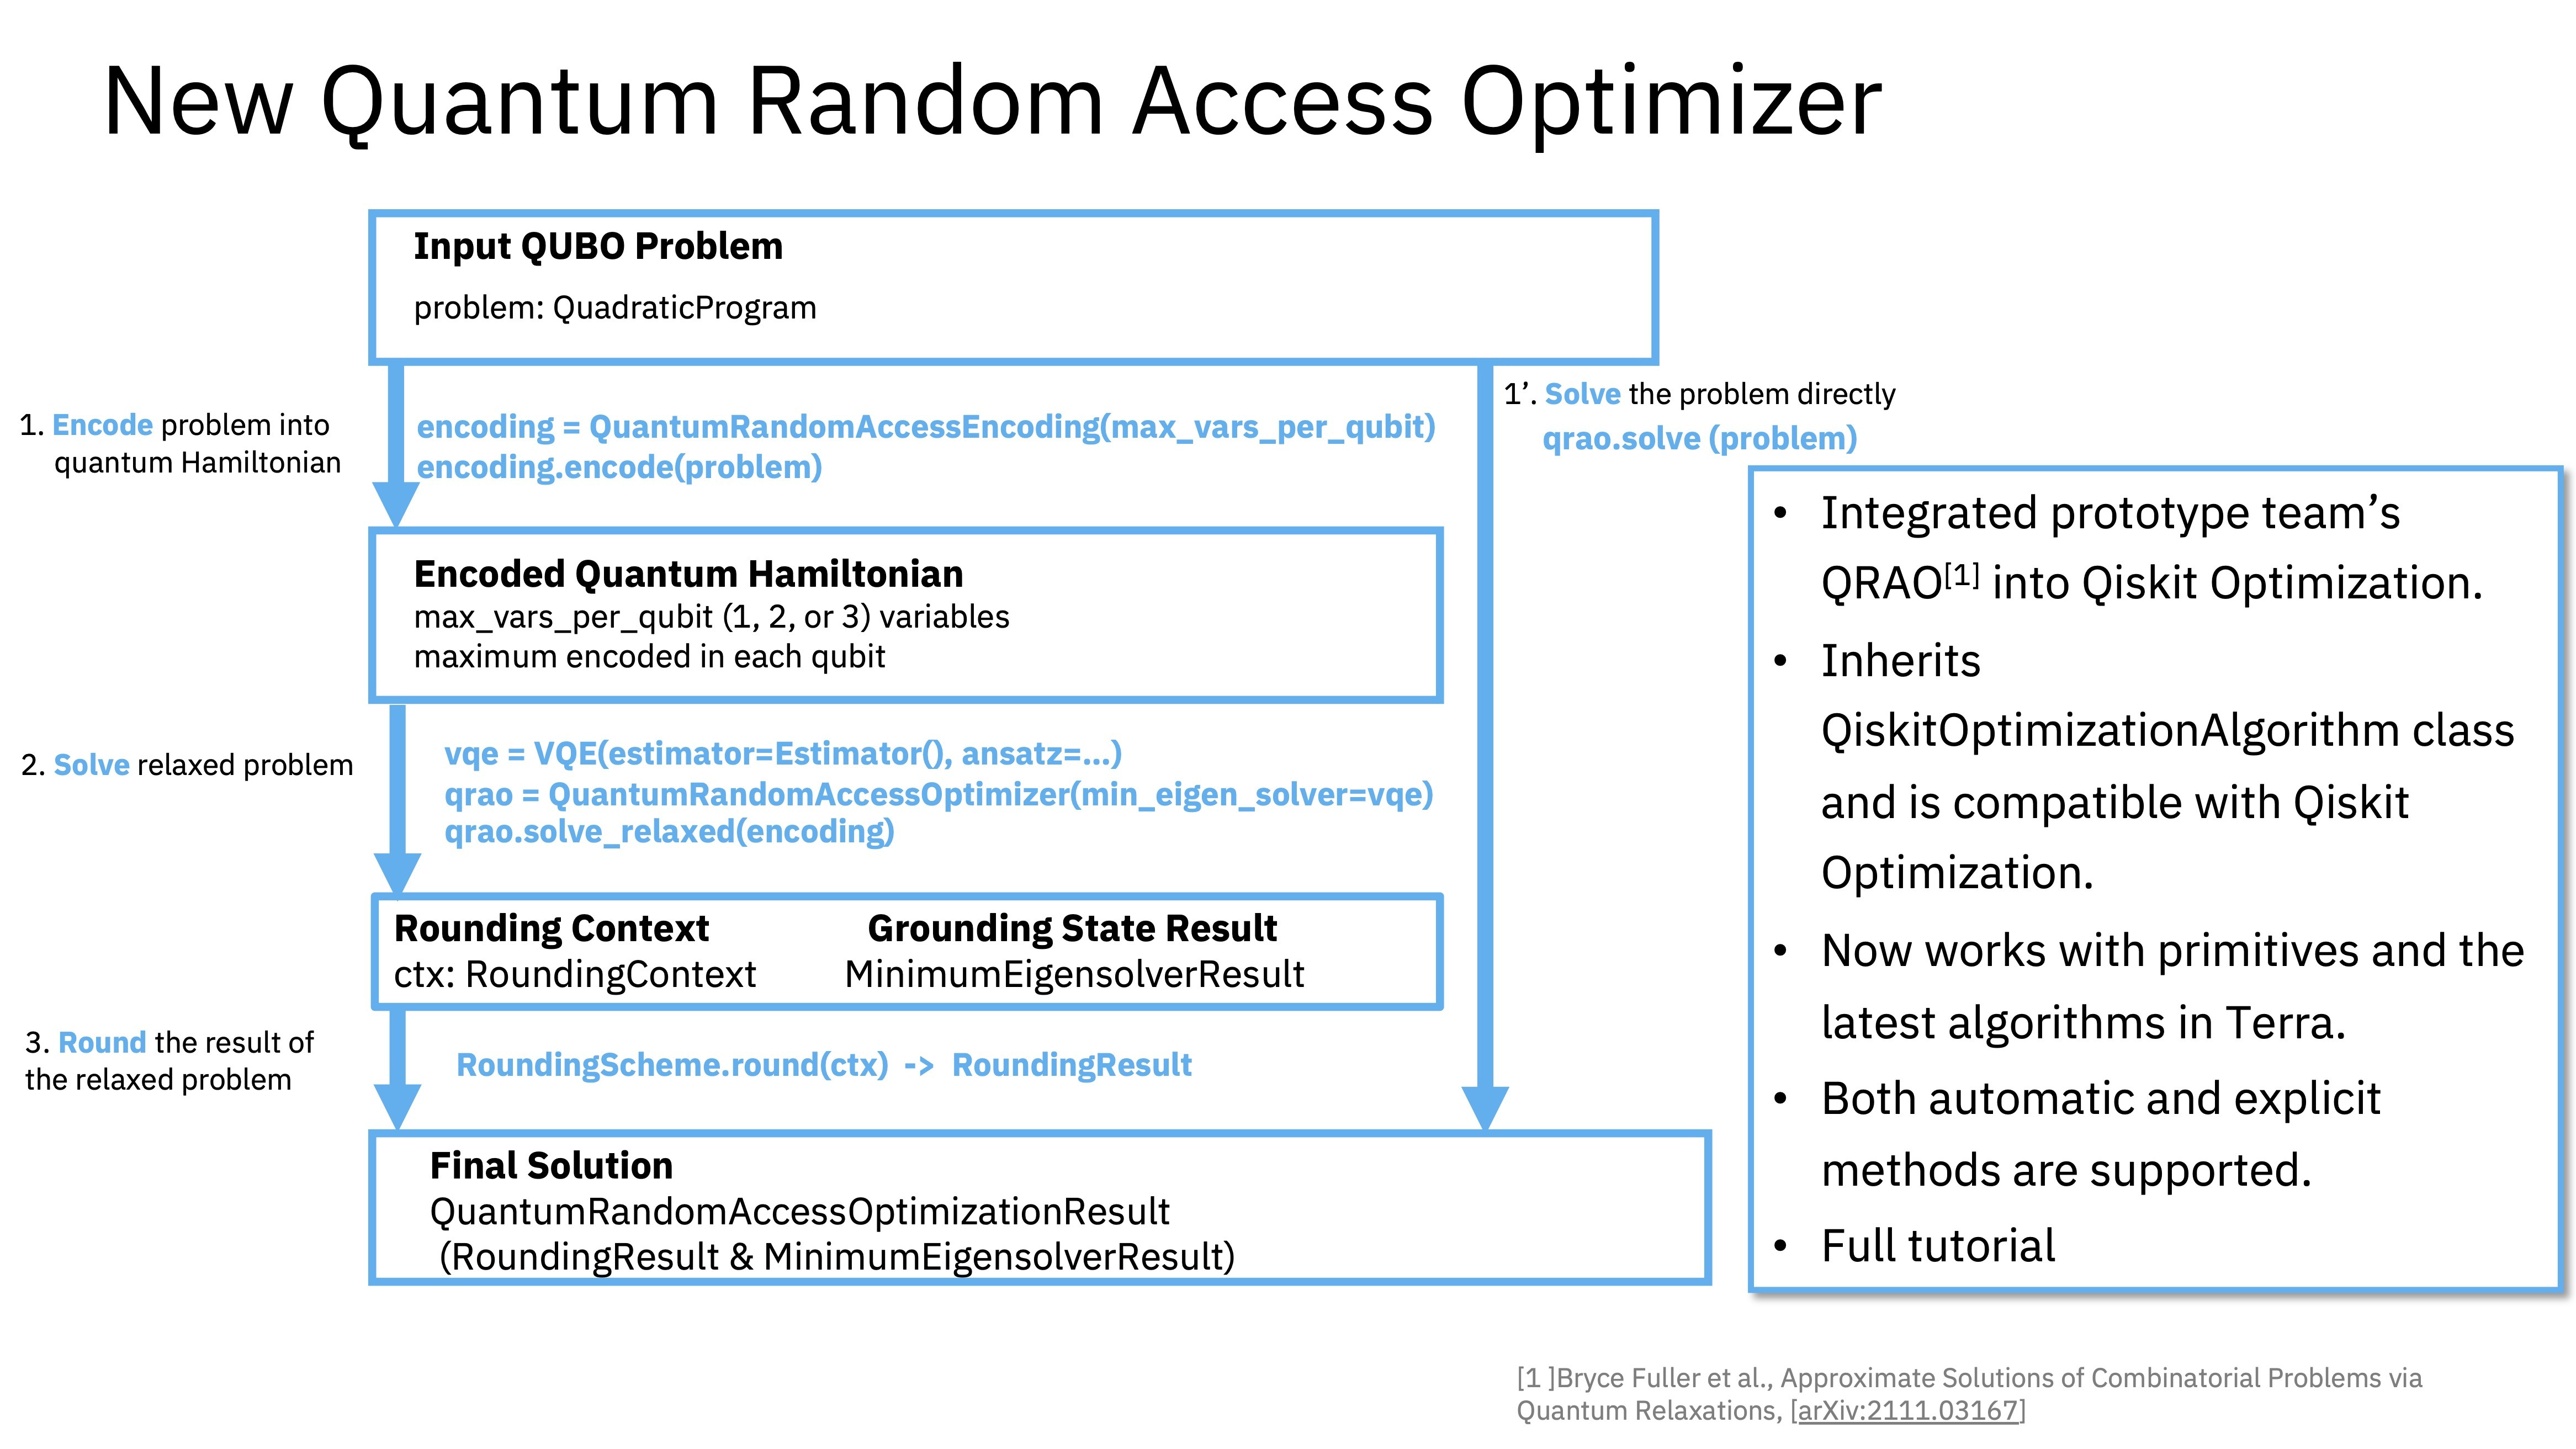 New Quantum Random Access Optimizer
Input QUBO Problem
problem: QuadraticProgram
1. Encode problem into
quantum Hamiltonian
encoding = QuantumRandomAccessEncoding(max_vars_per_qubit)
encoding.encode(problem)
1’. Solve the problem directly
qrao.solve (problem)
Encoded Quantum Hamiltonian
max_vars_per_qubit (1, 2, or 3) variables
maximum encoded in each qubit
2. Solve relaxed problem
vqe = VQE(estimator=Estimator(), ansatz=...)
qrao = QuantumRandomAccessOptimizer(min_eigen_solver=vqe)
qrao.solve_relaxed(encoding)
Rounding Context
ctx: RoundingContext
Grounding State Result
MinimumEigensolverResult
3. Round the result of
the relaxed problem
RoundingScheme.round(ctx) -> RoundingResult
Final Solution
QuantumRandomAccessOptimizationResult
(RoundingResult & MinimumEigensolverResult)
• Integrated prototype team’s
QRAO[1] into Qiskit Optimization.
• Inherits
QiskitOptimizationAlgorithm class
and is compatible with Qiskit
Optimization.
• Now works with primitives and the
latest algorithms in Terra.
• Both automatic and explicit
methods are supported.
• Full tutorial
[1 ]Bryce Fuller et al., Approximate Solutions of Combinatorial Problems via
Quantum Relaxations, [arXiv:2111.03167]